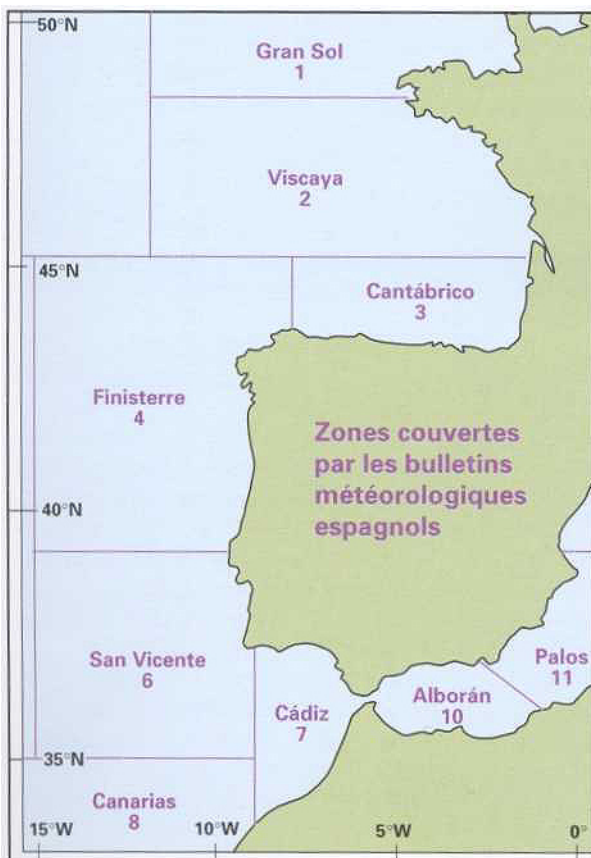 50°N
Gran Sol
1
Viscaya
2
45°N
Cantábrico
3
Finisterre
4
Zones couvertes
par les bulletins
météorologiques
espagnols
40°N
San Vicente
6
Palos
11
Alborán
10
Cádiz
7
35°N
Canarias
8
15°W
10°W
5°W
0°